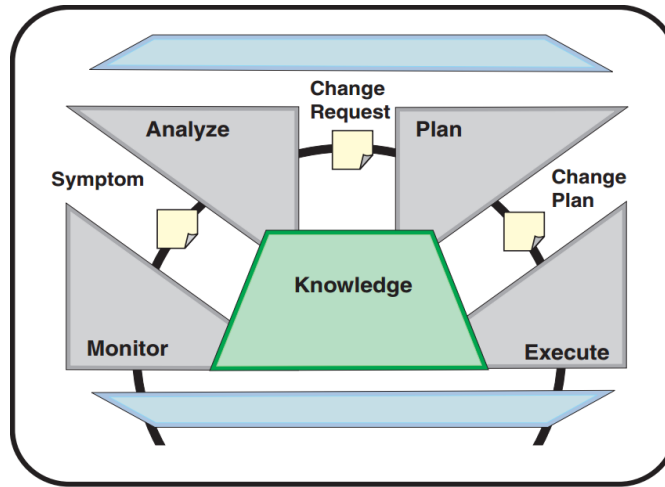 Change
Request
Analyze
Plan
Symptom
Change
Plan
Knowledge
Monitor
Execute